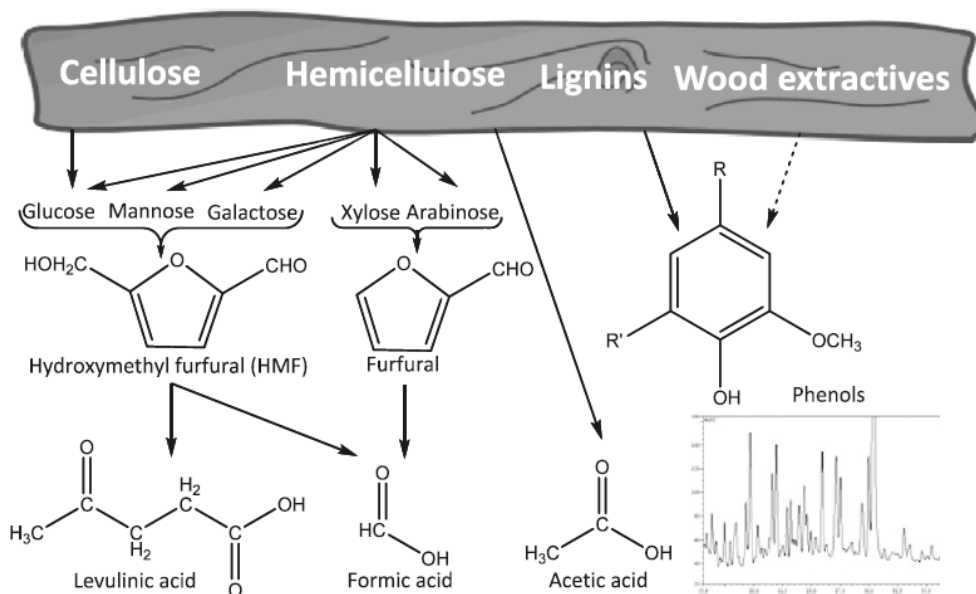 Cellulose Hemicellulose Lignins Wood extractives
Glucose Mannose Galactose Xylose Arabinose
R
HOH₂C O CHO
O CHO
R' OCH₃
OH
Hydroxymethyl furfural (HMF) Furfural
Phenols
O H₂ OH
H₃C C C C C O
H₂
O
HC
OH
O
C
H₃C OH
Levulinic acid Formic acid Acetic acid